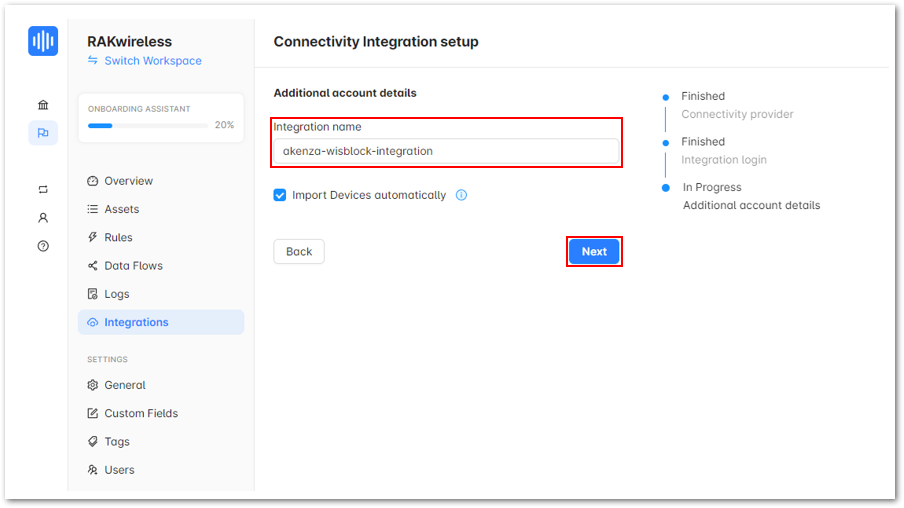 RAKwireless
Switch Workspace
ONBOARDING ASSISTANT
20%
Overview
Assets
Rules
Data Flows
Logs
Integrations
SETTINGS
General
Custom Fields
Tags
Users
Connectivity Integration setup
Additional account details
Integration name
akenza-wisblock-integration
Import Devices automatically
Back
Next
Finished
Connectivity provider
Finished
Integration login
In Progress
Additional account details